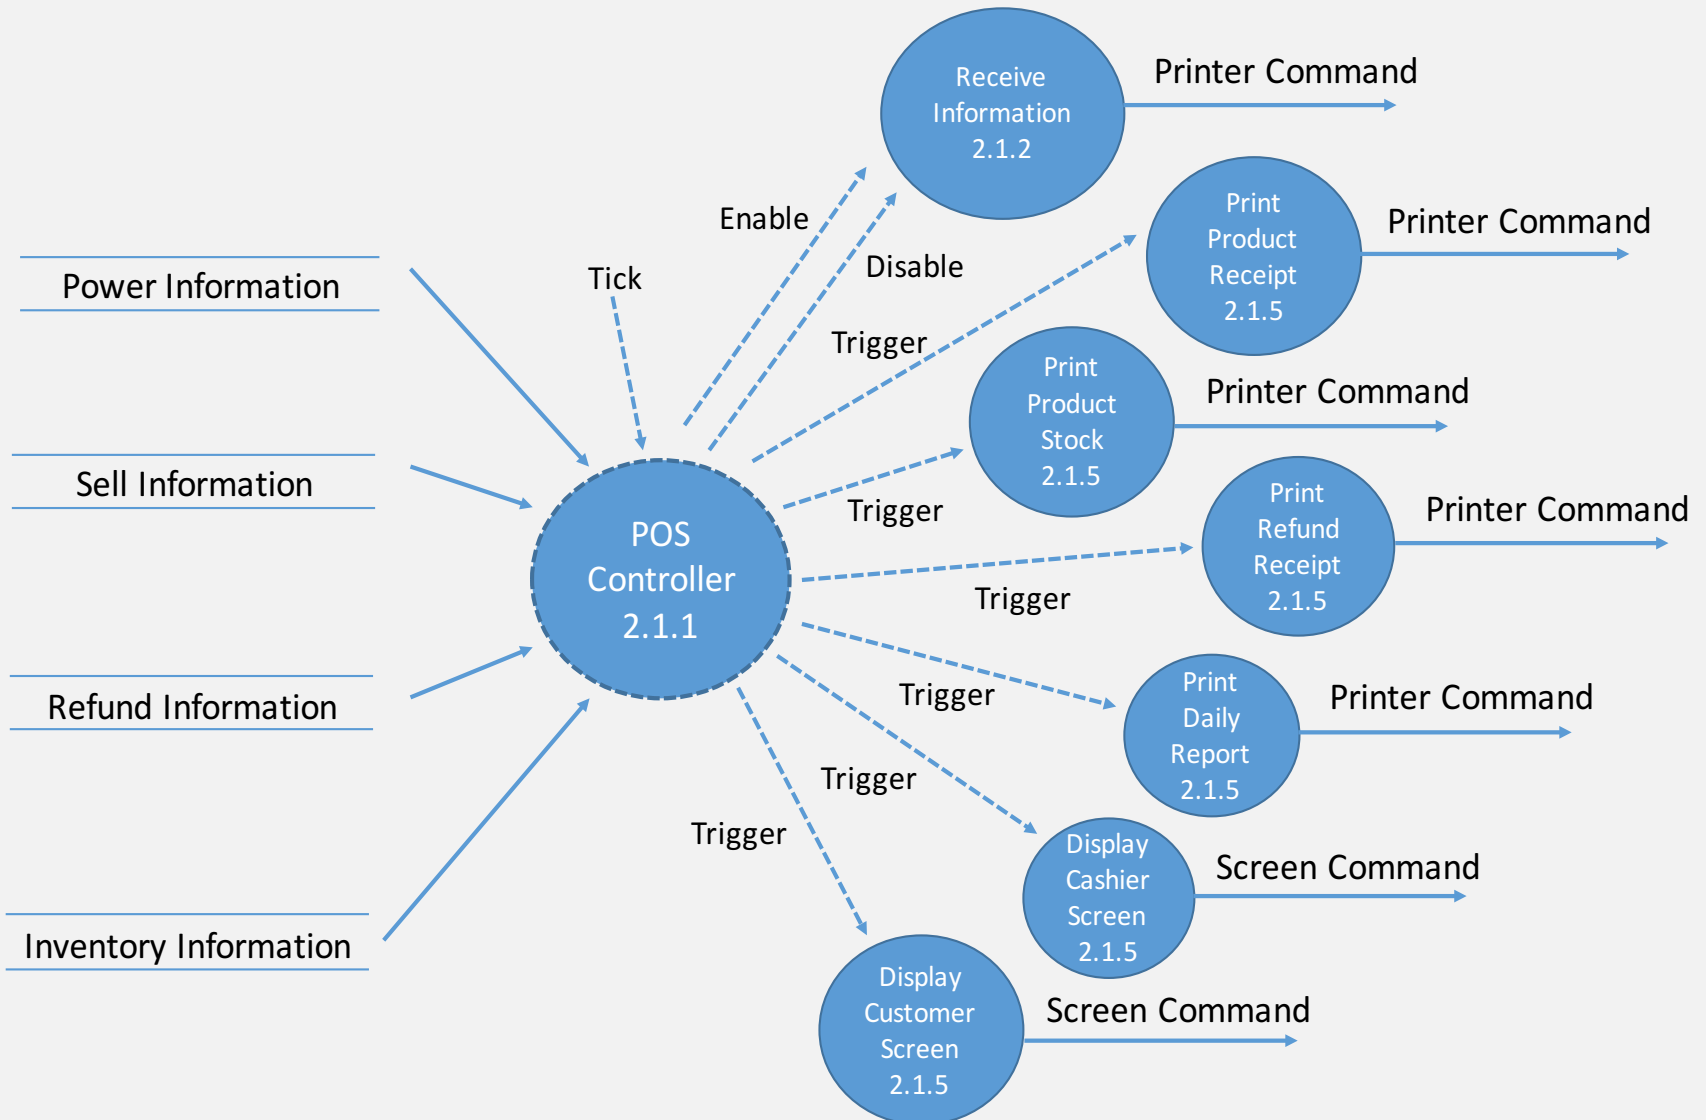 Receive
Information
2.1.2
Printer Command
Print
Product
Receipt
2.1.5
Printer Command
Enable
Disable
Tick
Power Information
Trigger
Print
Product
Stock
2.1.5
Printer Command
Sell Information
Trigger
Print
Refund
Receipt
2.1.5
Printer Command
POS
Controller
2.1.1
Trigger
Refund Information
Trigger
Print
Daily
Report
2.1.5
Printer Command
Trigger
Trigger
Display
Cashier
Screen
2.1.5
Screen Command
Inventory Information
Display
Customer
Screen
2.1.5
Screen Command